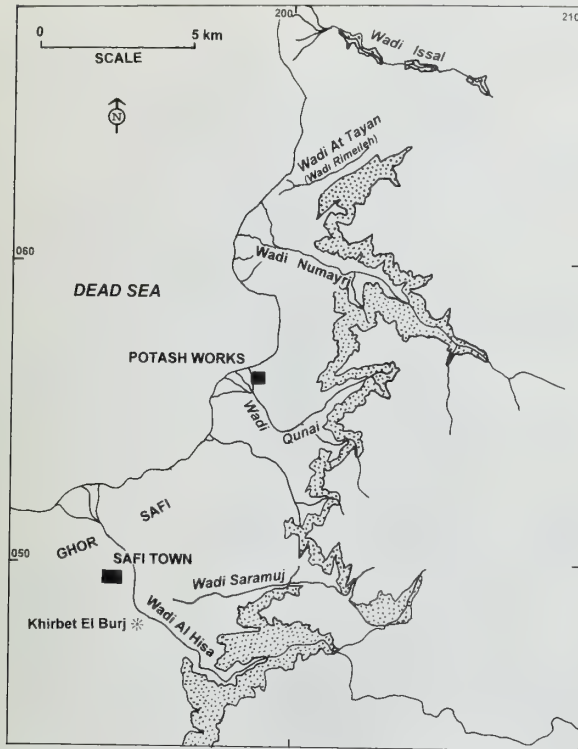 200
210
0
5 km
SCALE
N
Wadi Issal
Wadi At Tayan
(Wadi Rimeileh)
060
Wadi Numayri
DEAD SEA
POTASH WORKS
Wadi Qunai
SAFI
GHOR
050
SAFI TOWN
Wadi Saramuj
Wadi Al Hisa
Khirbet El Burj